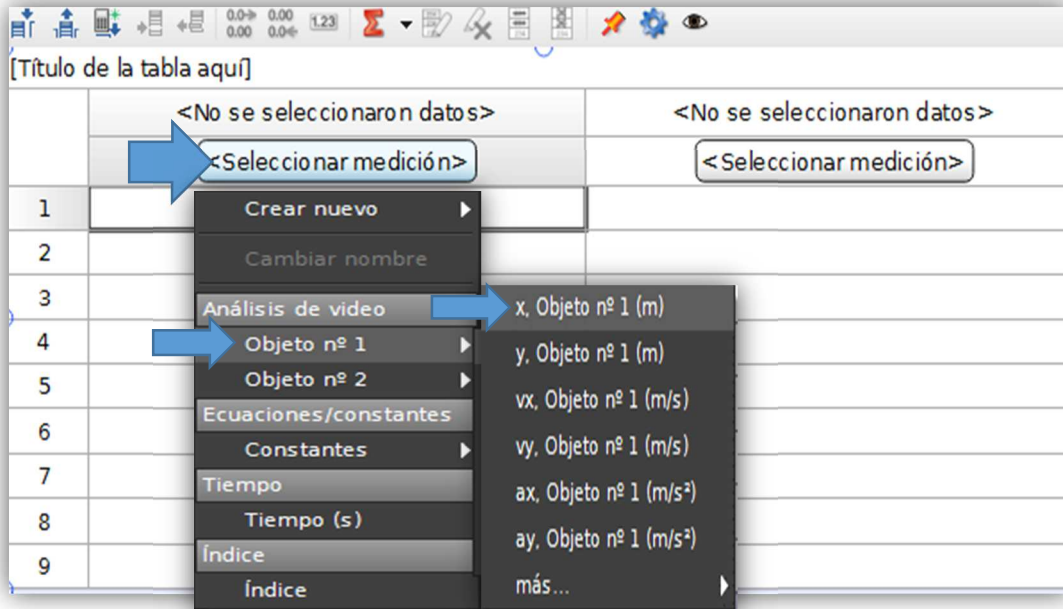 0.0 0.00 1.23
0.00 0.0
[Título de la tabla aquí]
<No se seleccionaron datos> <No se seleccionaron datos>
<Seleccionar medición> <Seleccionar medición>
1
2
3
4
5
6
7
8
9
Crear nuevo
Cambiar nombre
Análisis de video
Objeto nº 1
Objeto nº 2
Ecuaciones/constantes
Constantes
Tiempo
Tiempo (s)
Índice
Índice
x, Objeto nº 1 (m)
y, Objeto nº 1 (m)
vx, Objeto nº 1 (m/s)
vy, Objeto nº 1 (m/s)
ax, Objeto nº 1 (m/s²)
ay, Objeto nº 1 (m/s²)
más...